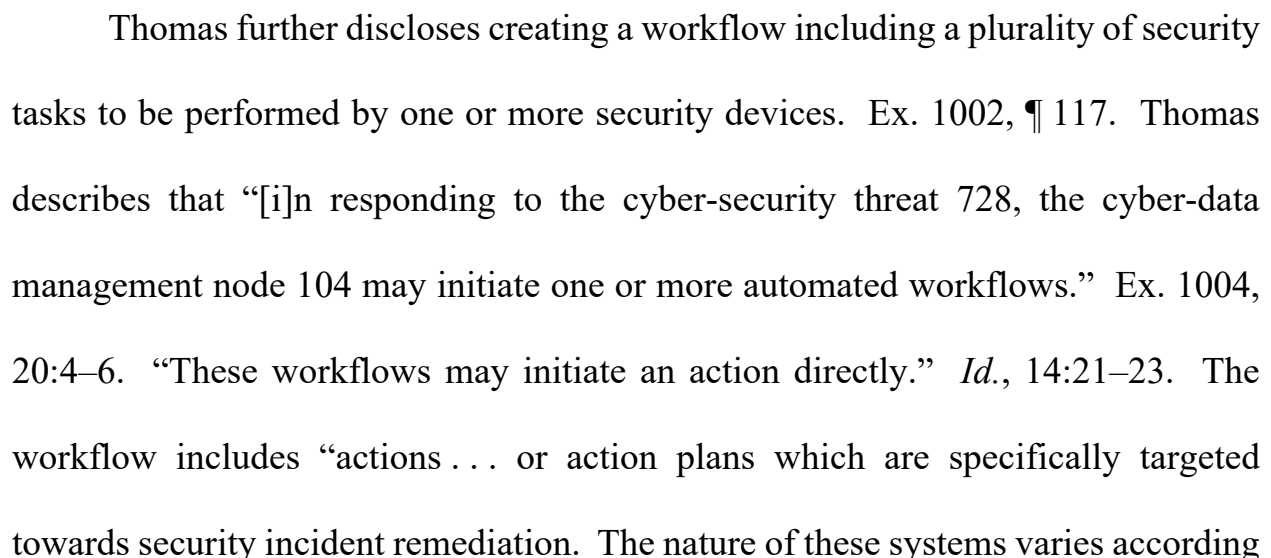 Thomas further discloses creating a workflow including a plurality of security
tasks to be performed by one or more security devices.  Ex. 1002, ¶ 117.  Thomas
describes that “[i]n responding to the cyber-security threat 728, the cyber-data
management node 104 may initiate one or more automated workflows.”  Ex. 1004,
20:4–6.  “These workflows may initiate an action directly.”  Id., 14:21–23.  The
workflow includes “actions . . . or action plans which are specifically targeted
towards security incident remediation.  The nature of these systems varies according